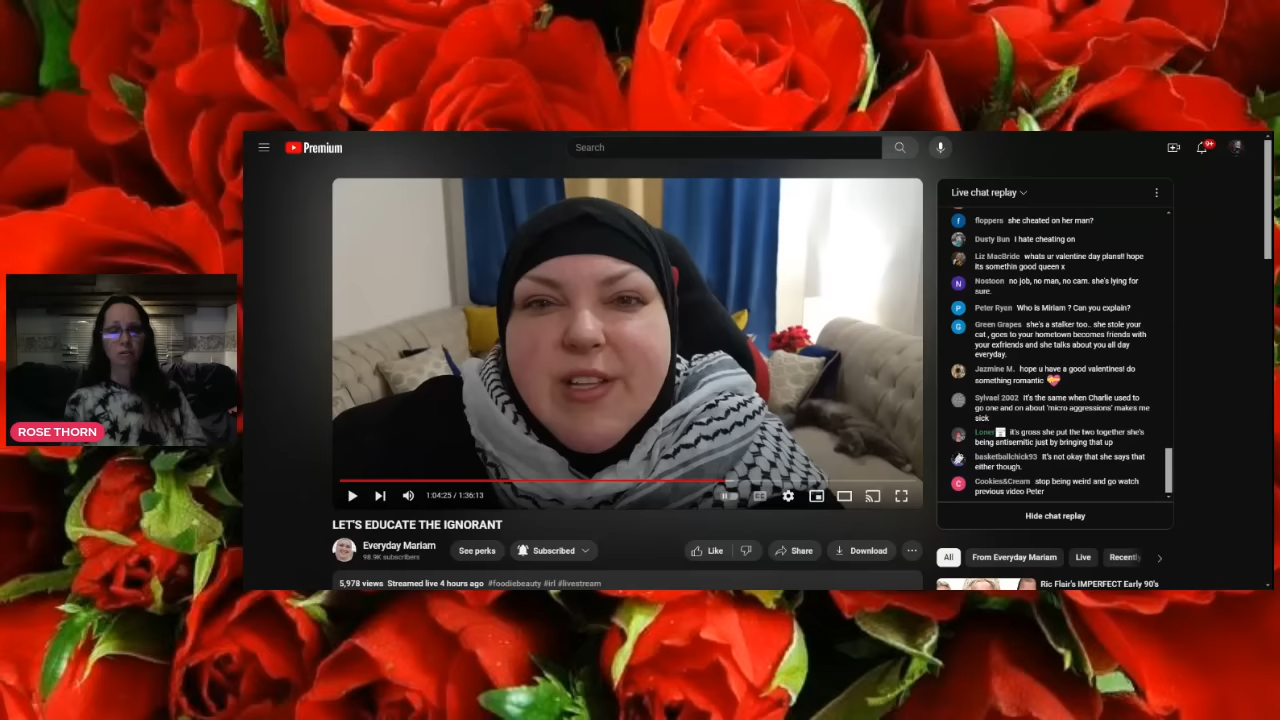 Premium
Search
9+
Live chat replay
floppers she cheated on her man?
Dusty Bun I hate cheating on
Liz MacBride whats ur valentine day plans!! hope
its somethin good queen x
N
Nostoon no job, no man, no cam. she's lying for
sure.
P
Peter Ryan Who is Miriam ? Can you explain?
G
Green Grapes she's a stalker too.. she stole your
cat , goes to your hometown becomes friends with
your exfriends and she talks about you all day
everyday.
Jazmine M. hope u have a good valentines! do
something romantic
Sylvael 2002 It's the same when Charlie used to
go one and on about 'micro aggressions' makes me
sick
Loner it's gross she put the two together she's
being antisemitic just by bringing that up
basketballchick93 It's not okay that she says that
either though.
C
Cookies&Cream stop being weird and go watch
previous video Peter
Hide chat replay
ROSE THORN
1:04:25 / 1:36:13
CC
LET'S EDUCATE THE IGNORANT
Everyday Mariam
98.9K subscribers
See perks
Subscribed
Like
Share
Download
All
From Everyday Mariam
Live
Recentl
5,978 views Streamed live 4 hours ago #foodiebeauty #irl #livestream
Ric Flair's IMPERFECT Early 90's